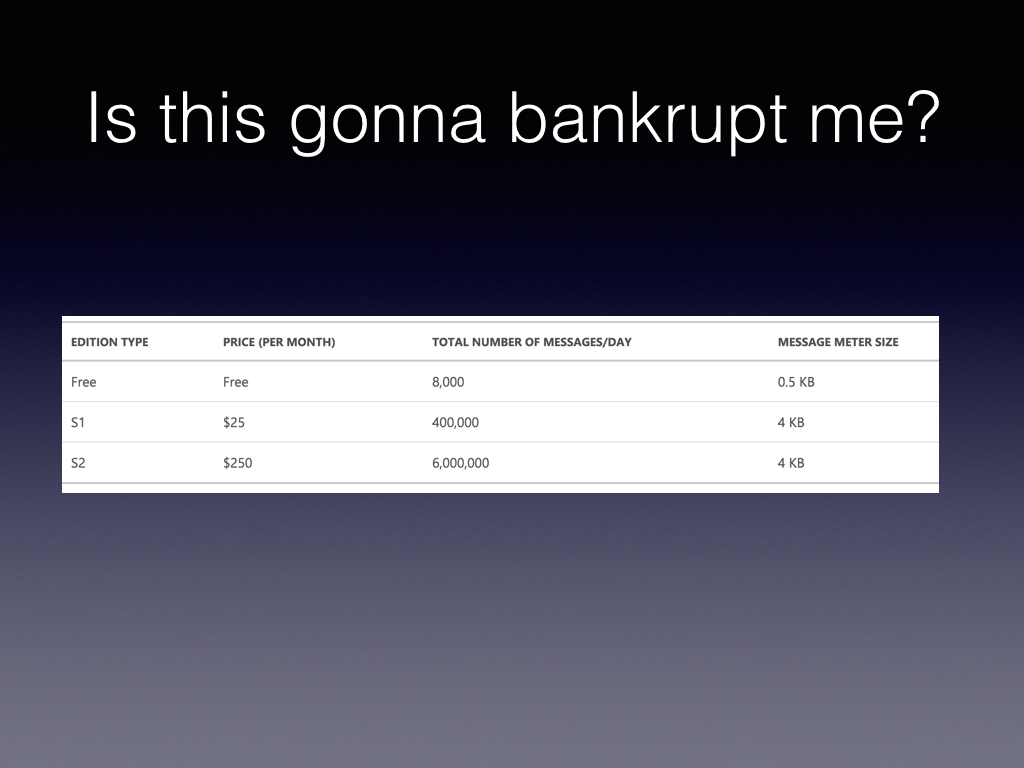 Is this gonna bankrupt me?
EDITION TYPE PRICE (PER MONTH) TOTAL NUMBER OF MESSAGES/DAY MESSAGE METER SIZE
Free Free 8,000 0.5 KB
S1 $25 400,000 4 KB
S2 $250 6,000,000 4 KB